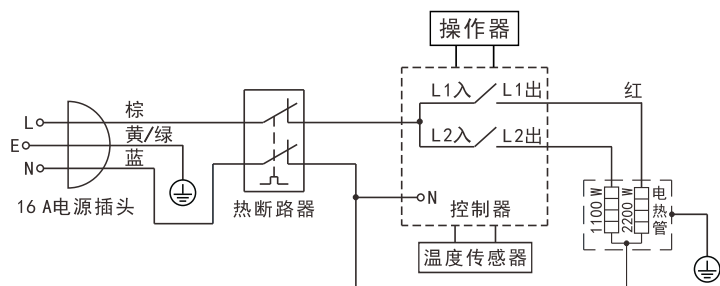 操作器
L1入 L1出 红
L 棕
E 黄/绿
L2入 L2出
N 蓝
N
16 A电源插头 热断路器 控制器
1100 W 2200 W 电热管
温度传感器